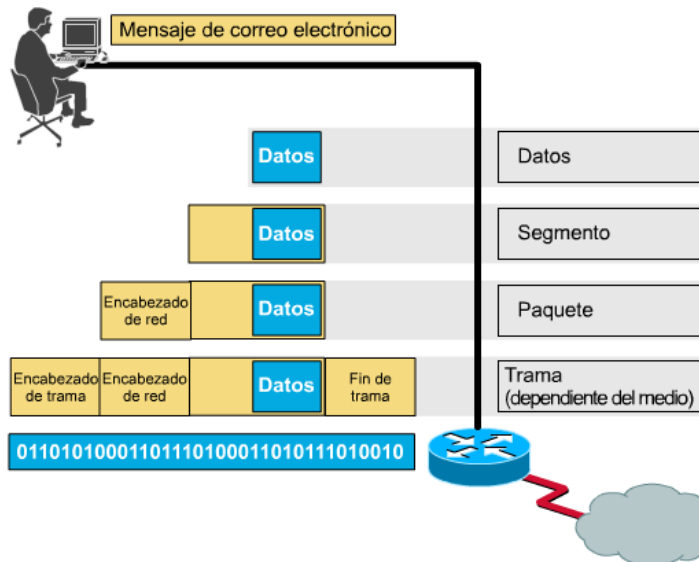 Mensaje de correo electrónico
Datos
Datos
Datos
Segmento
Encabezado
de red
Datos
Paquete
Encabezado
de trama
Encabezado
de red
Datos
Fin de
trama
Trama
(dependiente del medio)
0110101000110111010001101011010010